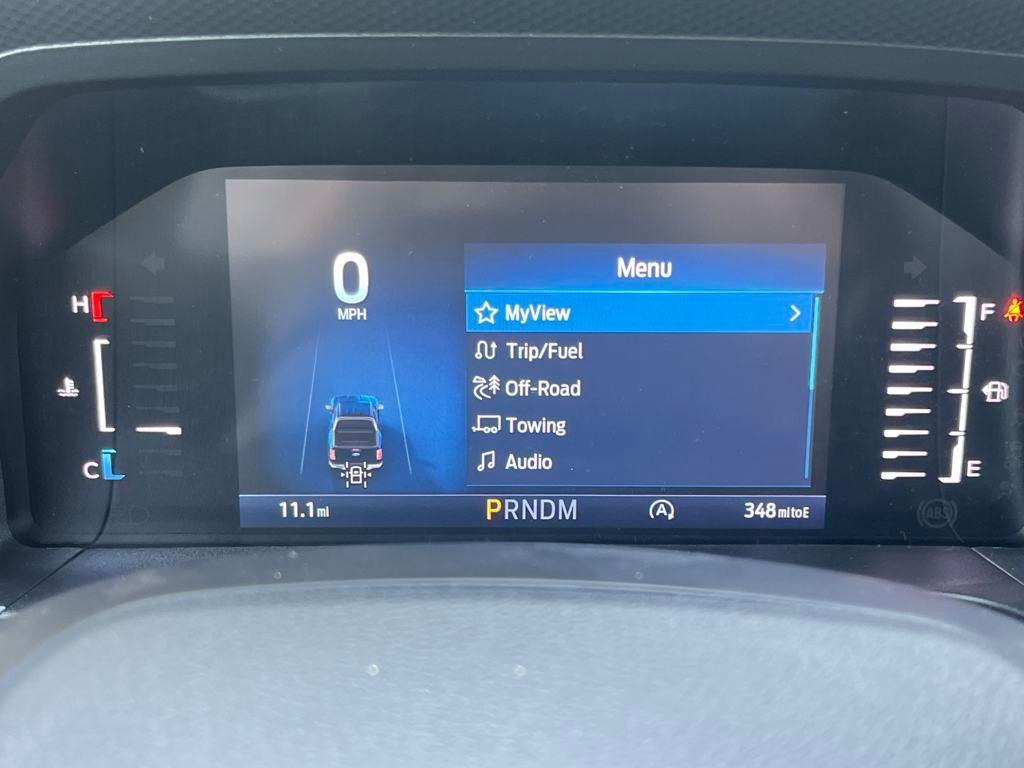 0
MPH
Menu
MyView
Trip/Fuel
Off-Road
Towing
Audio
H
C
F
E
11.1 mi
PRNDM
A
348 mi to E
ABS